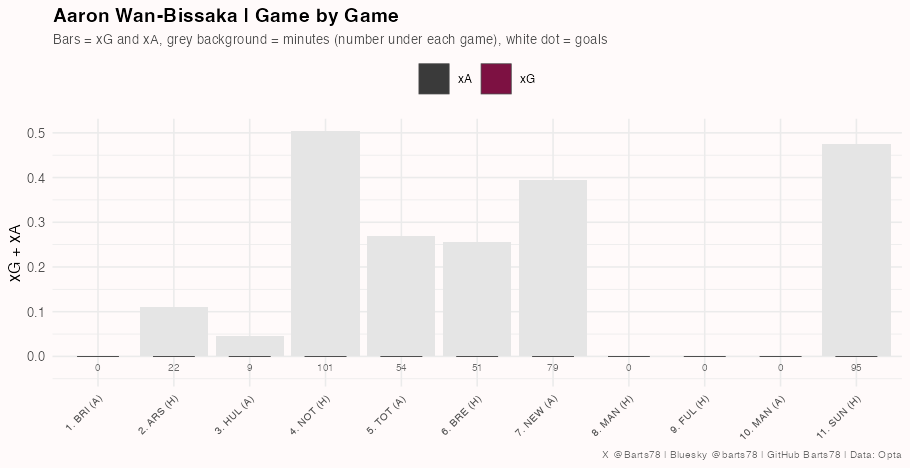 Aaron Wan-Bissaka | Game by Game
Bars = xG and xA, grey background = minutes (number under each game), white dot = goals
xA xG
xG + xA
0.5
0.4
0.3
0.2
0.1
0.0
0 22 9 101 54 51 79 0 0 0 95
1. BRI (A)
2. ARS (H)
3. HUL (A)
4. NOT (H)
5. TOT (A)
6. BRE (H)
7. NEW (A)
8. MAN (H)
9. FUL (H)
10. MAN (A)
11. SUN (H)
X @Barts78 | Bluesky @barts78 | GitHub Barts78 | Data: Opta